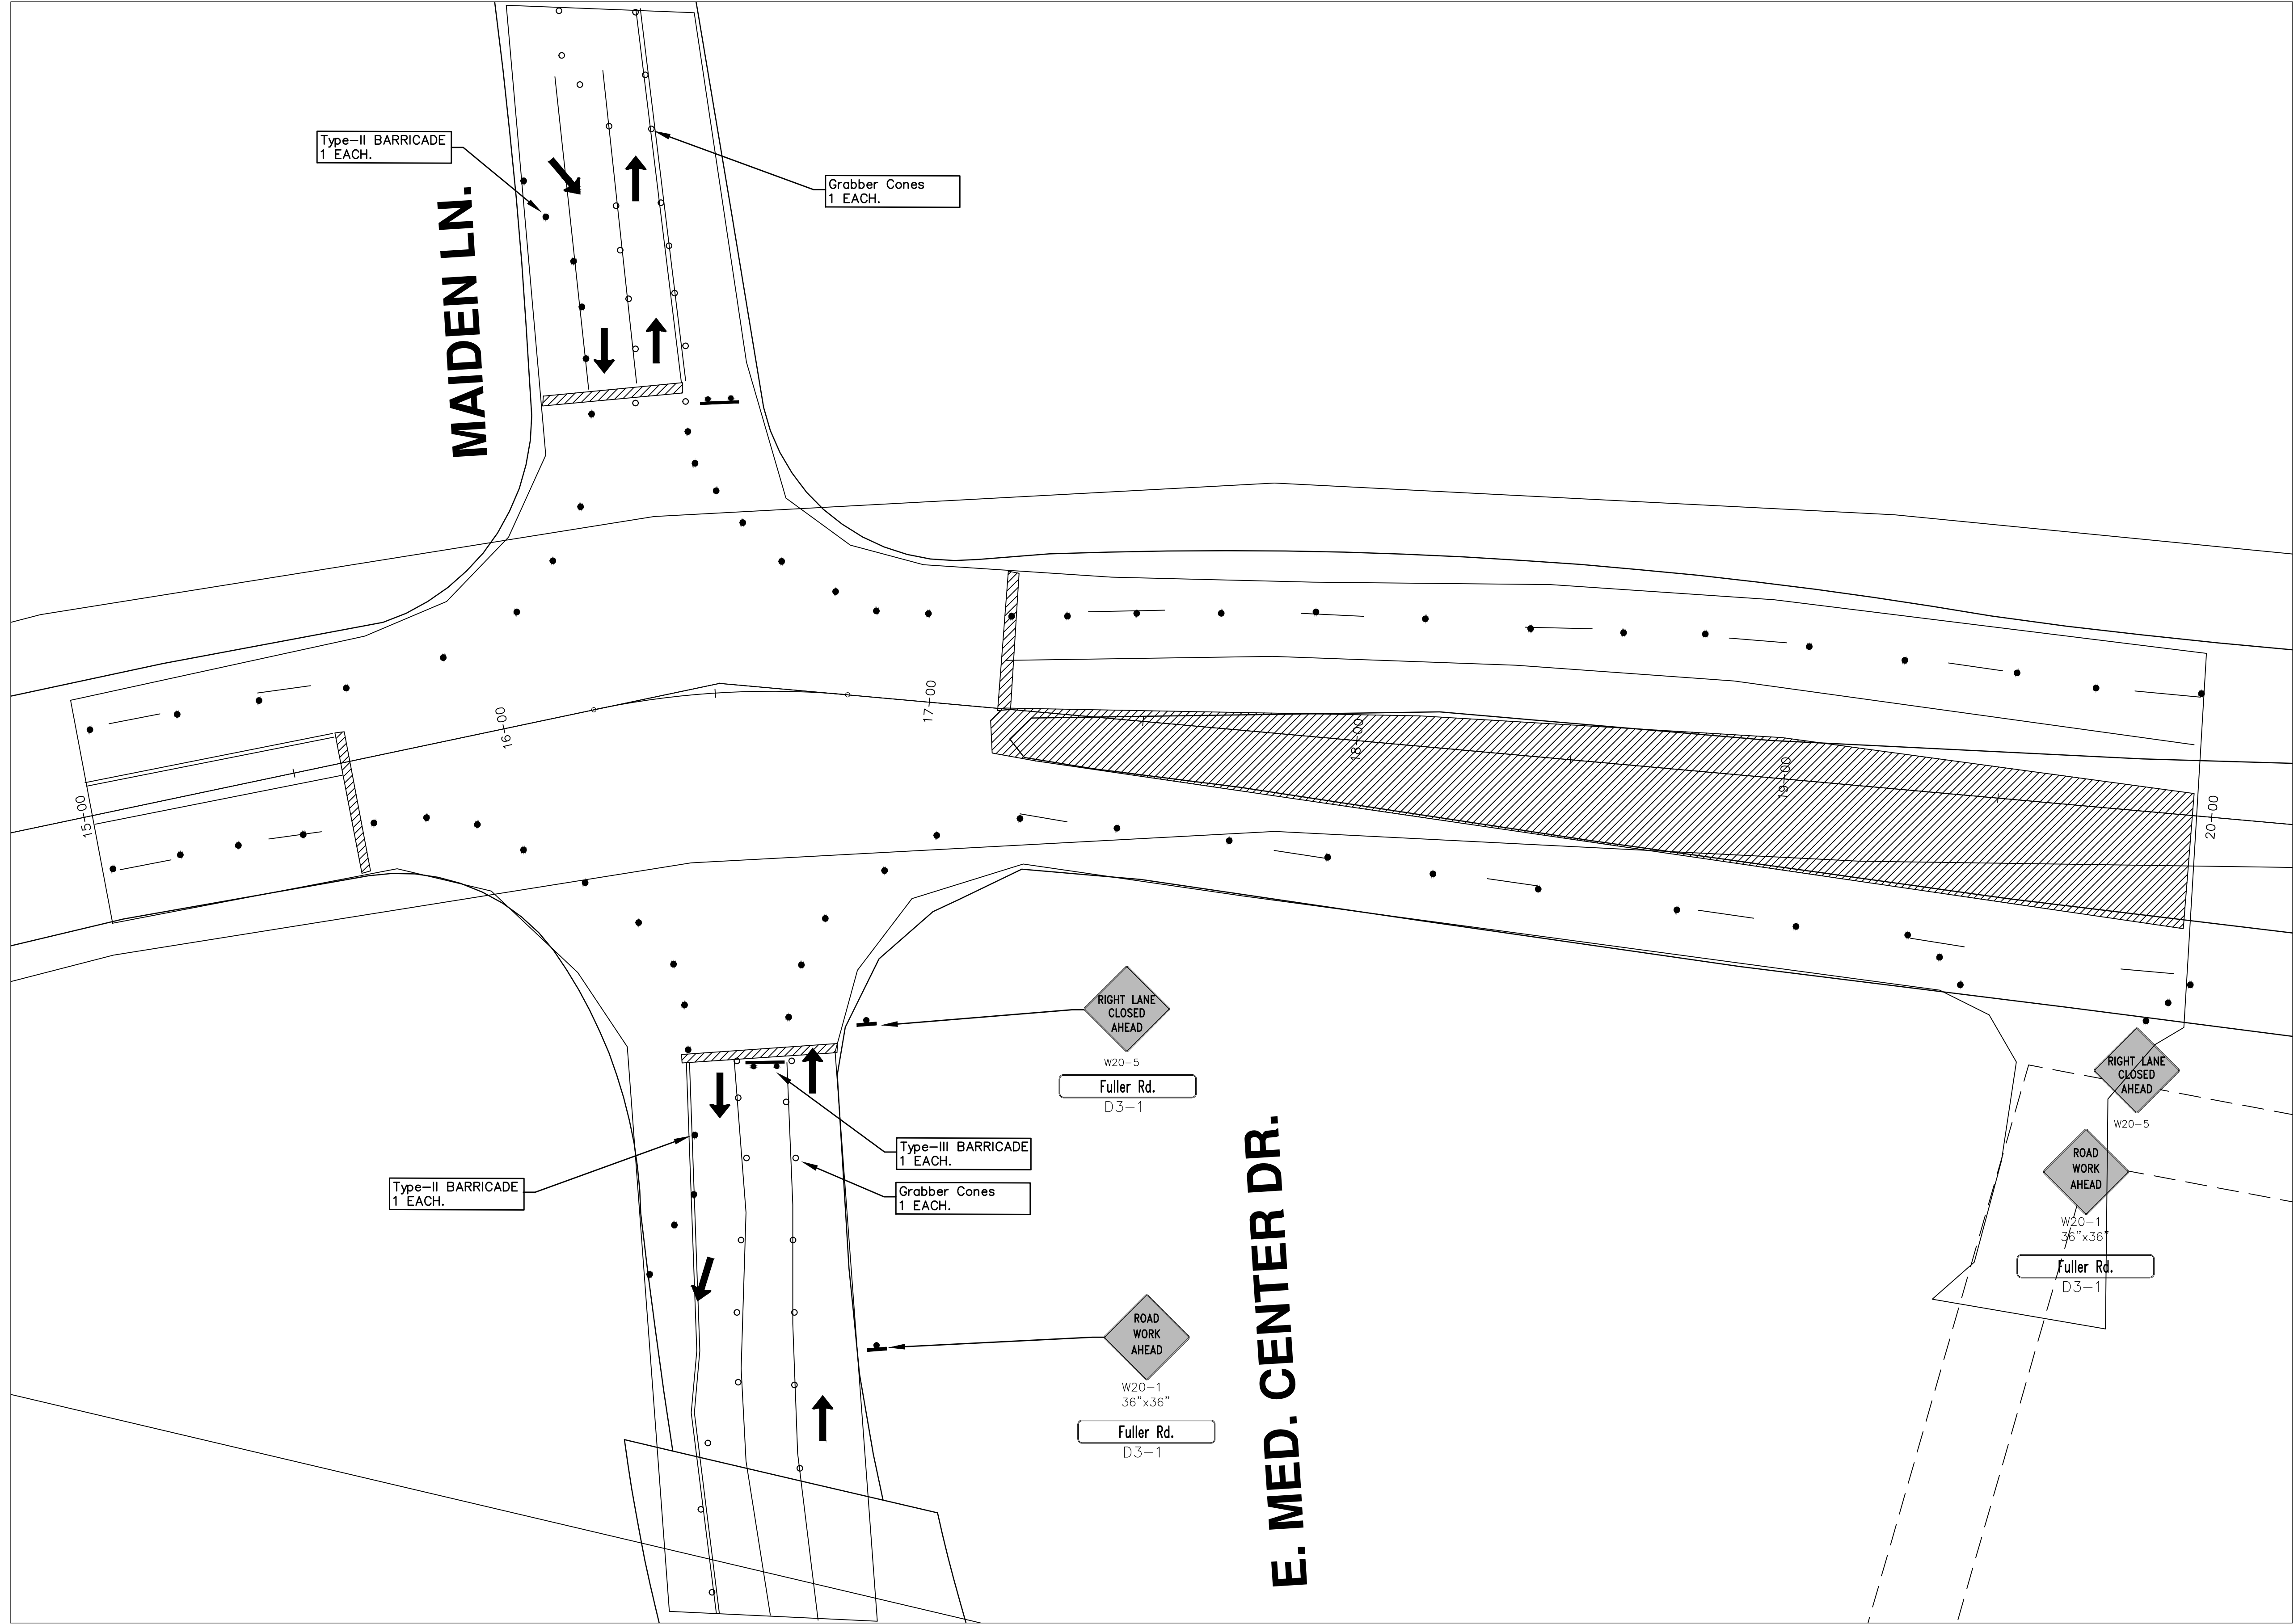 Type-II BARRICADE
1 EACH.
Grabber Cones
1 EACH.
MAIDEN LN.
15-00
16-00
17-00
18-00
19-00
20-00
RIGHT LANE
CLOSED
AHEAD
W20-5
Fuller Rd.
D3-1
RIGHT LANE
CLOSED
AHEAD
W20-5
Type-III BARRICADE
1 EACH.
Type-II BARRICADE
1 EACH.
Grabber Cones
1 EACH.
E. MED. CENTER DR.
ROAD
WORK
AHEAD
W20-1
36"x36"
Fuller Rd.
D3-1
ROAD
WORK
AHEAD
W20-1
36"x36"
Fuller Rd.
D3-1